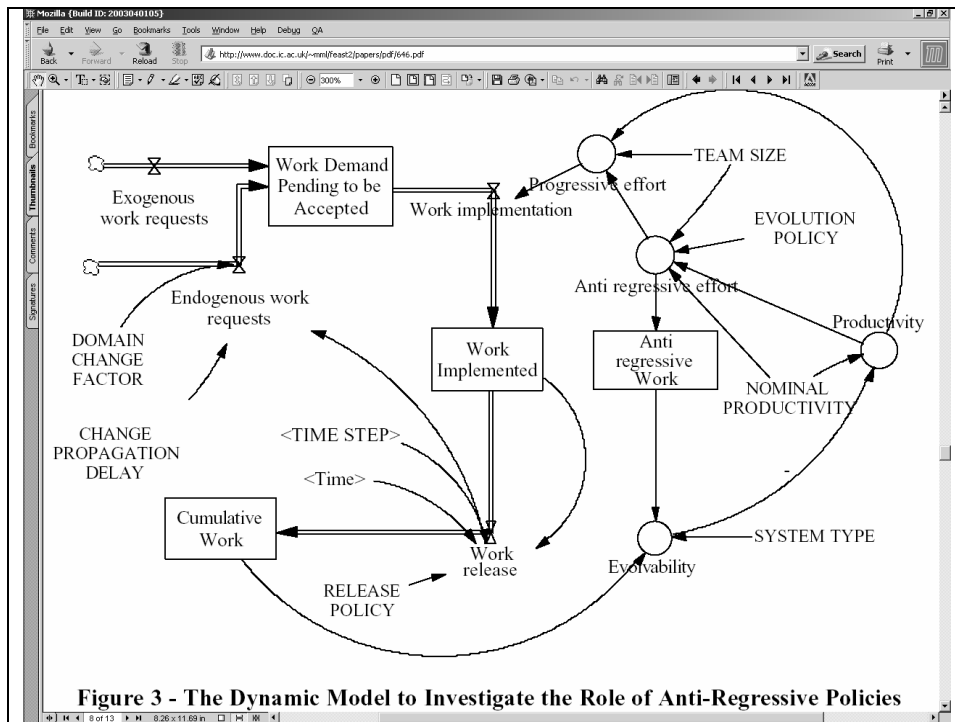 Mozilla {Build ID: 2003040105}
File Edit View Go Bookmarks Tools Window Help Debug QA
Back Forward Reload Stop http://www.doc.ic.ac.uk/~mml/feast2/papers/pdf/646.pdf Search Print
300%
Bookmarks
Thumbnails
Comments
Signatures
Work Demand
Pending to be
Accepted
Exogenous
work requests
Work implementation
Progressive effort
TEAM SIZE
EVOLUTION
POLICY
Anti regressive effort
Endogenous work
requests
Productivity
DOMAIN
CHANGE
FACTOR
Work
Implemented
Anti
regressive
Work
NOMINAL
PRODUCTIVITY
CHANGE
PROPAGATION
DELAY
<TIME STEP>
<Time>
-
Cumulative
Work
Work
release
SYSTEM TYPE
Evolvability
RELEASE
POLICY
Figure 3 - The Dynamic Model to Investigate the Role of Anti-Regressive Policies
8 of 13 8.26 x 11.69 in